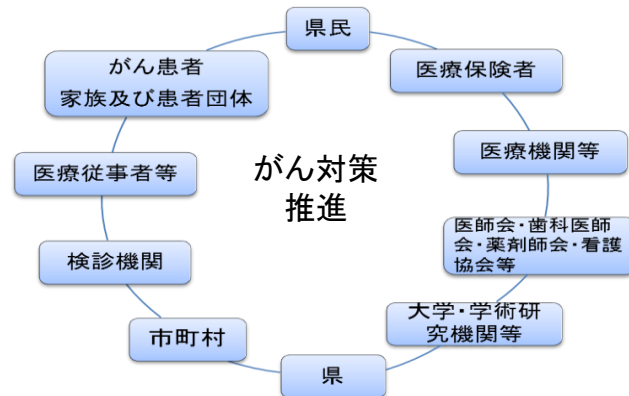 県民
がん患者
家族及び患者団体
医療保険者
医療従事者等
がん対策
推進
医療機関等
検診機関
医師会・歯科医師
会・薬剤師会・看護
協会等
市町村
大学・学術研
究機関等
県